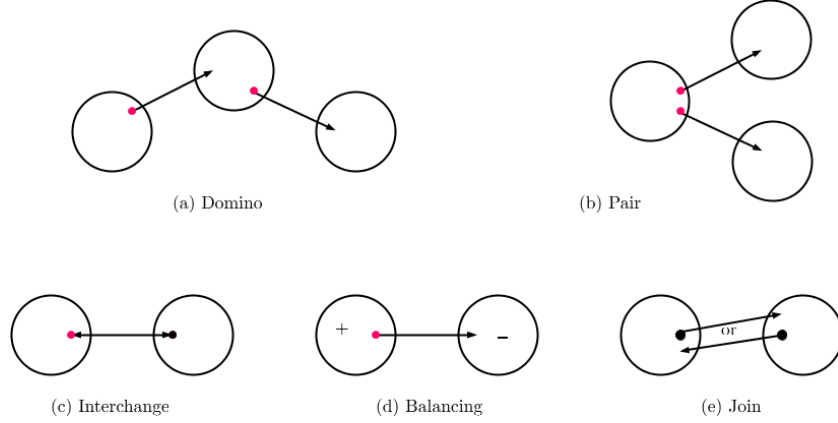 (a) Domino
(b) Pair
+
–
or
(c) Interchange
(d) Balancing
(e) Join